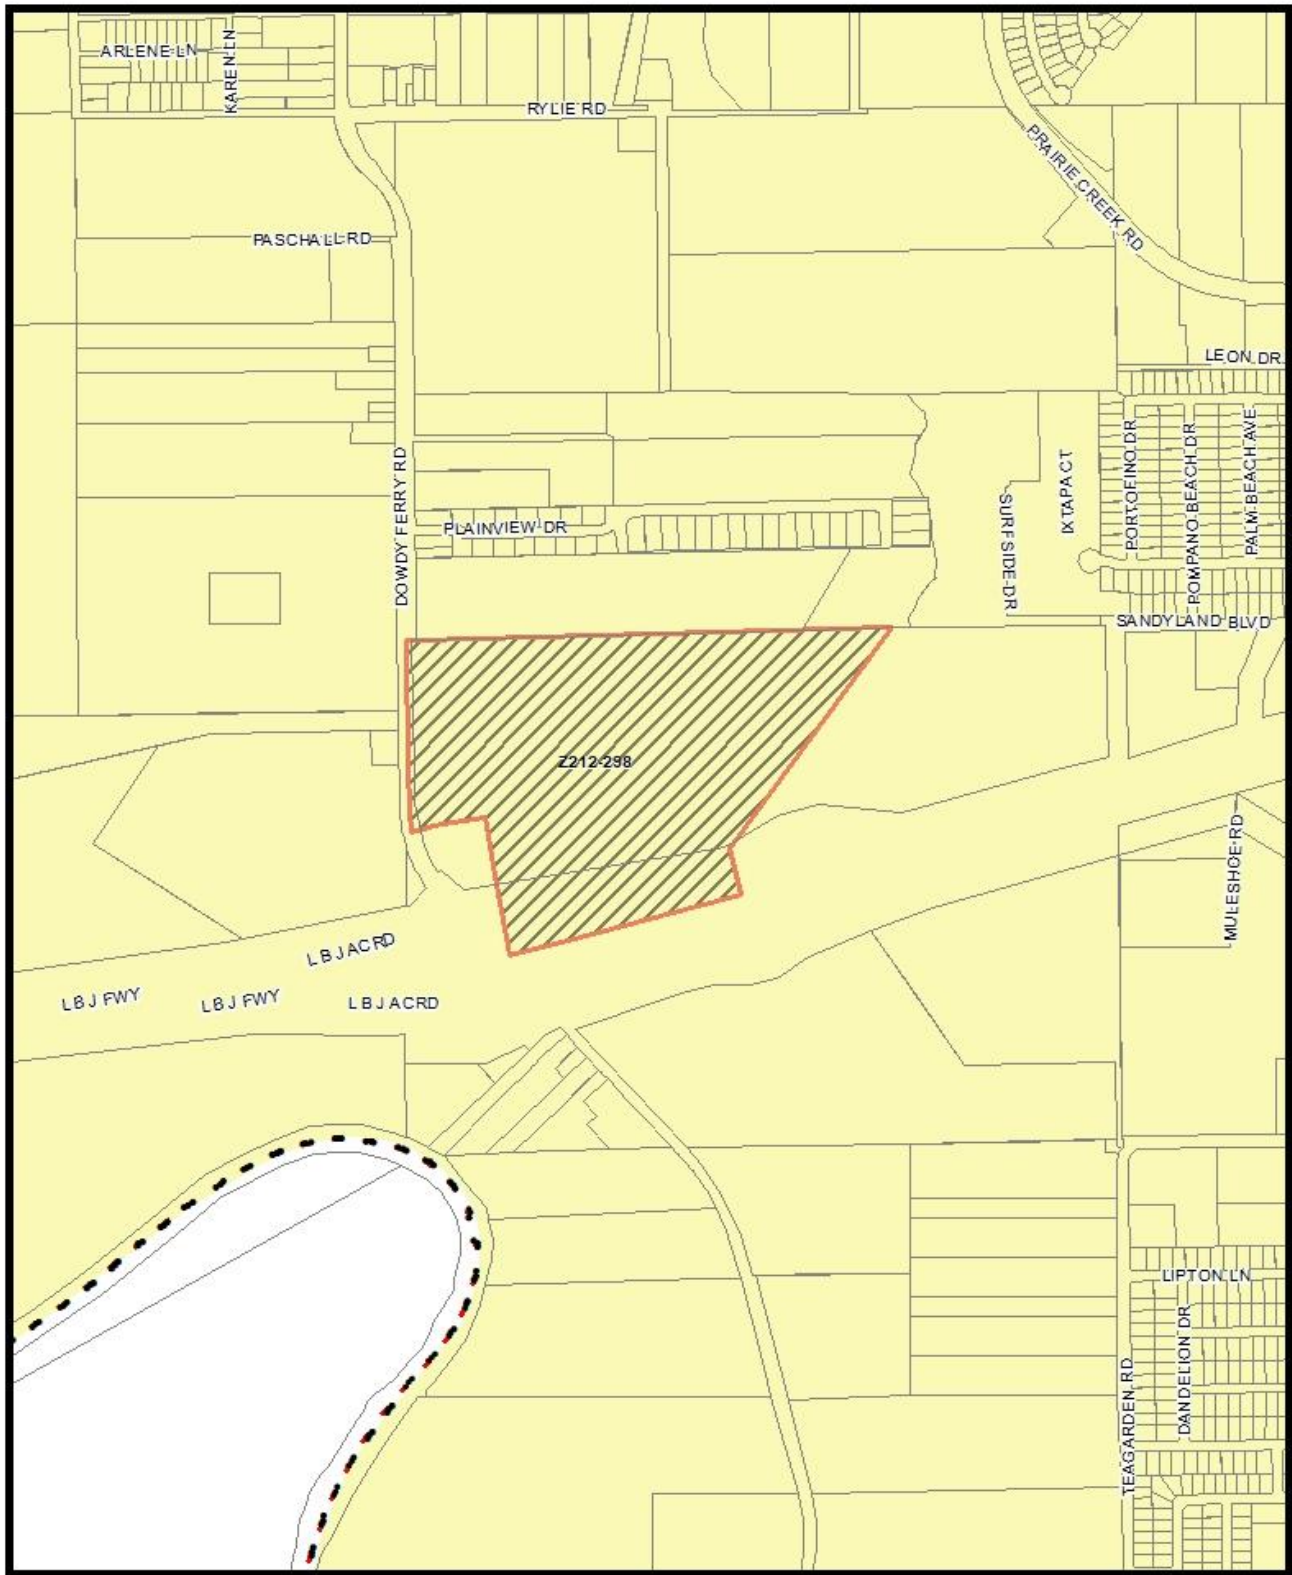 ARLENE LN
KAREN LN
RYLIE RD
PRAIRIE CREEK RD
PASCHALL RD
LEON DR
DOWDY FERRY RD
PLAINVIEW DR
SURFSIDE DR
IXTAPA CT
PORTOFINO DR
POMPANO BEACH DR
PALM BEACH AVE
SANDYLAND BLVD
Z212-298
MULESHOE RD
LBJ ACRD
LBJ FWY
LBJ FWY
LBJ ACRD
LIPTON LN
DANDELION DR
TEAGARDEN RD